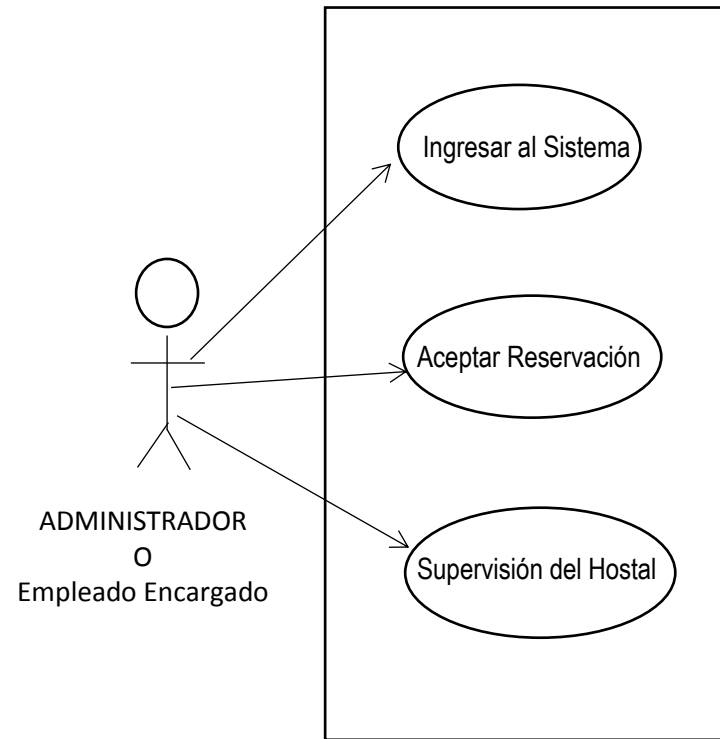 Ingresar al Sistema
Aceptar Reservación
Supervisión del Hostal
ADMINISTRADOR
O
Empleado Encargado